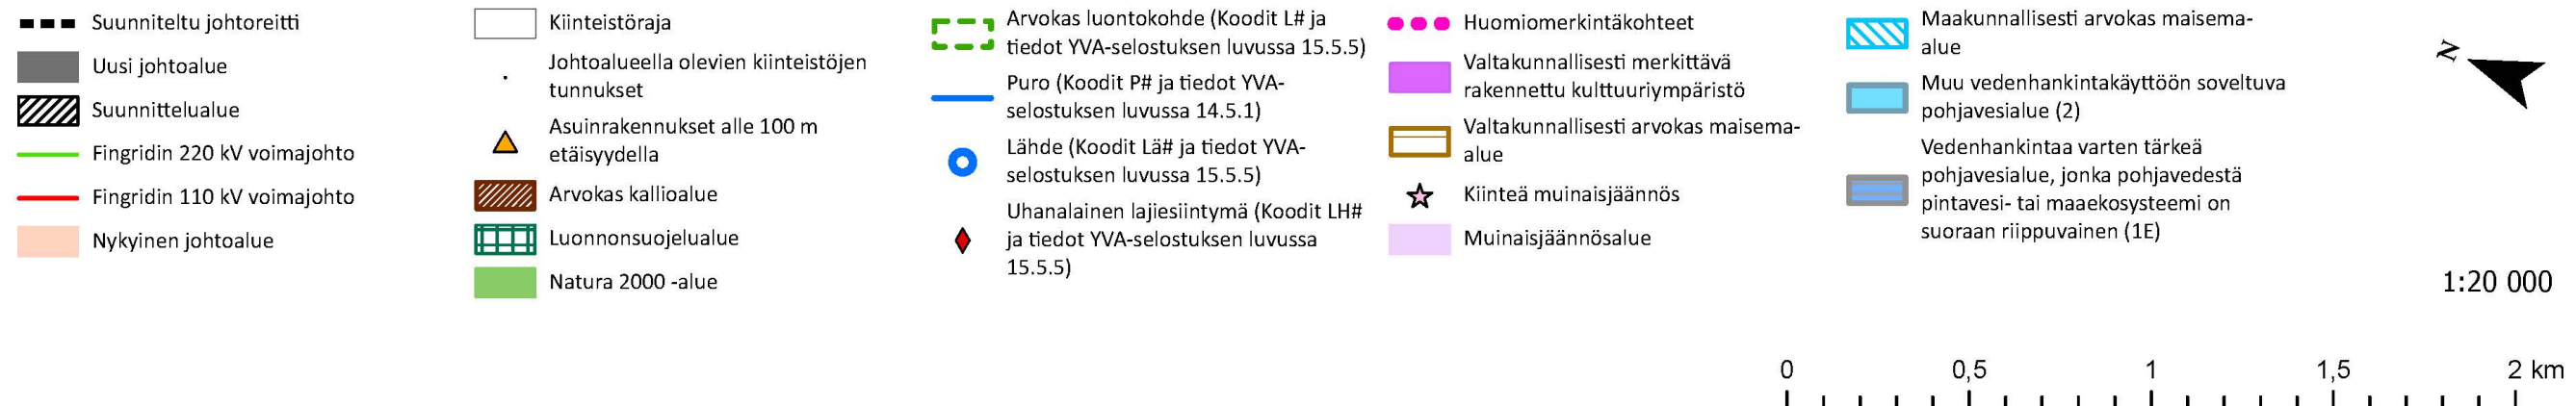 Suunniteltu johtoreitti
Uusi johtoalue
Suunnittelualue
Fingridin 220 kV voimajohto
Fingridin 110 kV voimajohto
Nykyinen johtoalue
Kiinteistöraja
Johtoalueella olevien kiinteistöjen
tunnukset
Asuinrakennukset alle 100 m
etäisyydella
Arvokas kallioalue
Luonnonsuojelualue
Natura 2000 -alue
Arvokas luontokohde (Koodit L# ja
tiedot YVA-selostuksen luvussa 15.5.5)
Puro (Koodit P# ja tiedot YVA-
selostuksen luvussa 14.5.1)
Lähde (Koodit Lä# ja tiedot YVA-
selostuksen luvussa 15.5.5)
Uhanalainen lajiesiintymä (Koodit LH#
ja tiedot YVA-selostuksen luvussa
15.5.5)
Huomiomerkintäkohteet
Valtakunnallisesti merkittävä
rakennettu kulttuuriympäristö
Valtakunnallisesti arvokas maisema-
alue
Kiinteä muinaisjäännös
Muinaisjäännösalue
Maakunnallisesti arvokas maisema-
alue
Muu vedenhankintakäyttöön soveltuva
pohjavesialue (2)
Vedenhankintaa varten tärkeä
pohjavesialue, jonka pohjavedestä
pintavesi- tai maaekosysteemi on
suoraan riippuvainen (1E)
N
1:20 000
0 0,5 1 1,5 2 km